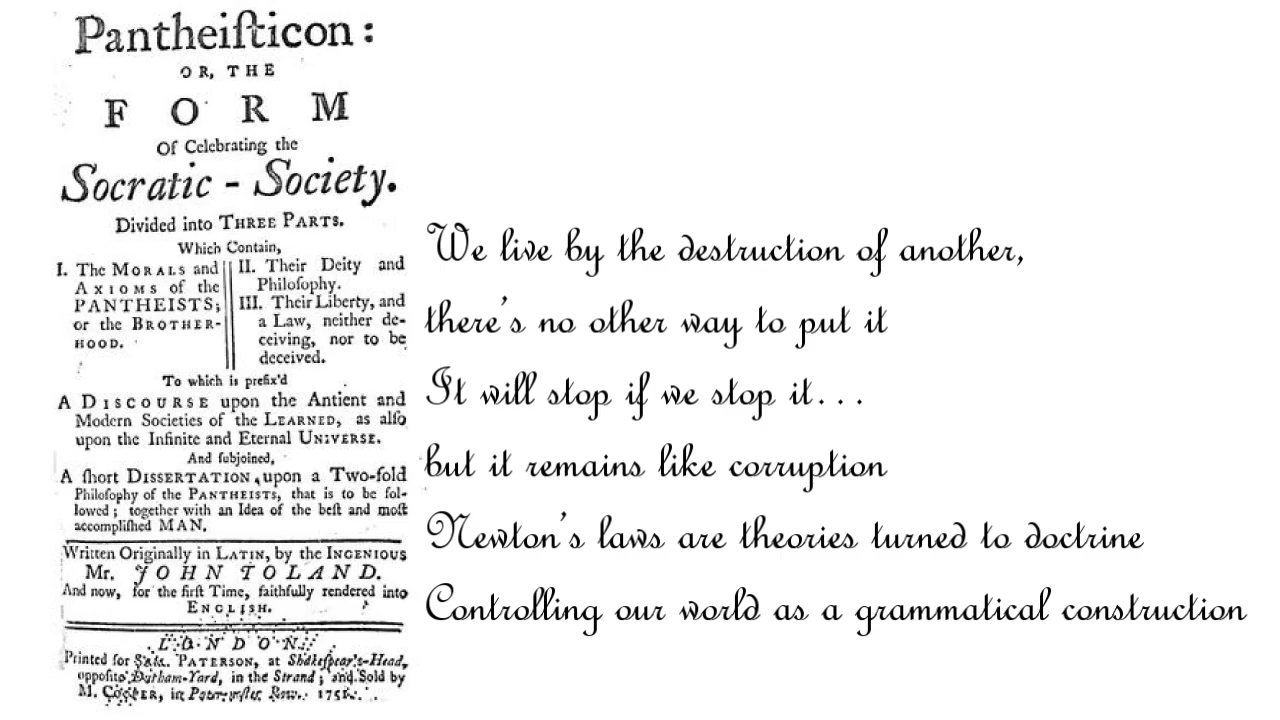 Pantheiſticon:
OR, THE
FORM
Of Celebrating the
Socratic - Society.
Divided into THREE PARTS.
Which Contain,
I. The MORALS and
AXIOMS of the
PANTHEISTS;
or the BROTHER-
HOOD.
II. Their Deity and
Philoſophy.
III. Their Liberty, and
a Law, neither de-
ceiving, nor to be
deceived.
To which is prefix'd
A DISCOURSE upon the Antient and
Modern Societies of the LEARNED, as alſo
upon the Infinite and Eternal UNIVERSE.
And ſubjoined,
A ſhort DISSERTATION upon a Two-fold
Philoſophy of the PANTHEISTS, that is to be fol-
lowed; together with an Idea of the beſt and moſt
accompliſhed MAN.
Written Originally in LATIN, by the INGENIOUS
Mr. JOHN TOLAND.
And now, for the firſt Time, faithfully rendered into
ENGLISH.
LONDON:
Printed for SAM. PATERSON, at Shakeſpear's-Head,
oppoſite Durham-Yard, in the Strand; and Sold by
M. COOPER, in Pater-noſter Row.
We live by the destruction of another,
there's no other way to put it
It will stop if we stop it...
but it remains like corruption
Newton's laws are theories turned to doctrine
Controlling our world as a grammatical construction